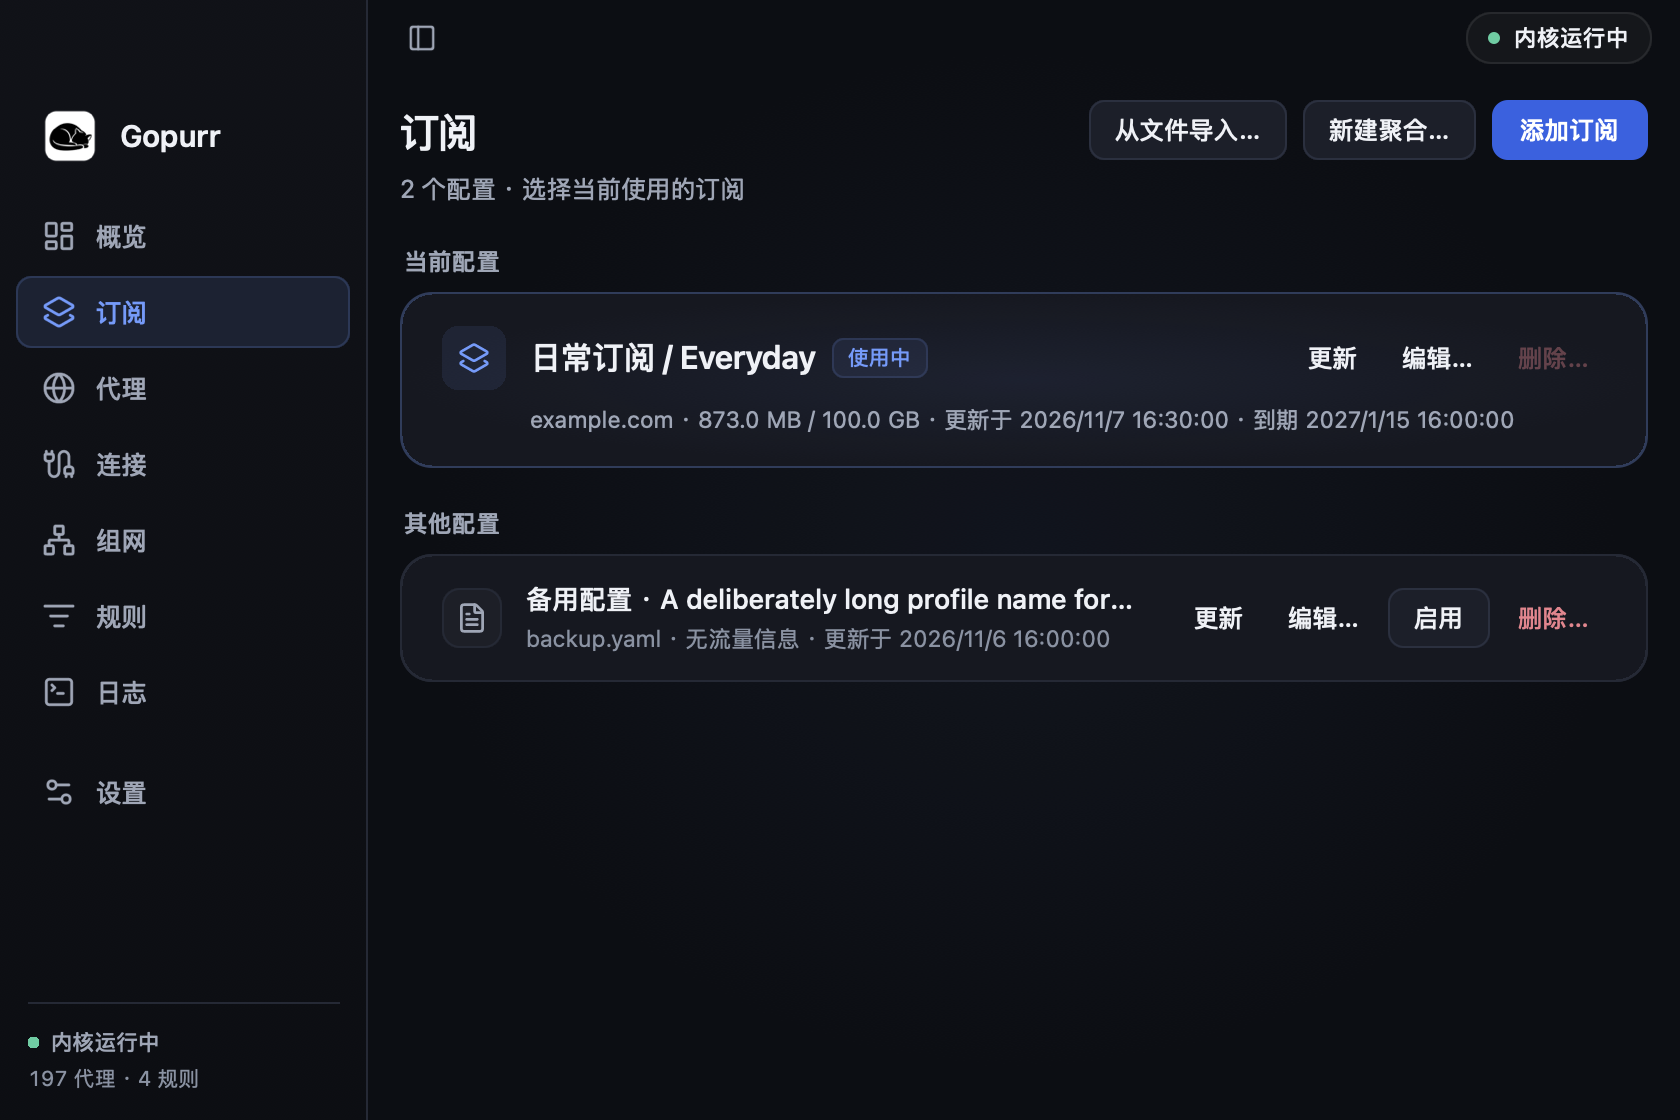 内核运行中
Gopurr
概览
订阅
代理
连接
组网
规则
日志
设置
内核运行中
197 代理 · 4 规则
订阅
2 个配置 · 选择当前使用的订阅
从文件导入...
新建聚合...
添加订阅
当前配置
日常订阅 / Everyday 使用中
更新 编辑... 删除...
example.com · 873.0 MB / 100.0 GB · 更新于 2026/11/7 16:30:00 · 到期 2027/1/15 16:00:00
其他配置
备用配置 · A deliberately long profile name for...
backup.yaml · 无流量信息 · 更新于 2026/11/6 16:00:00
更新 编辑... 启用 删除...